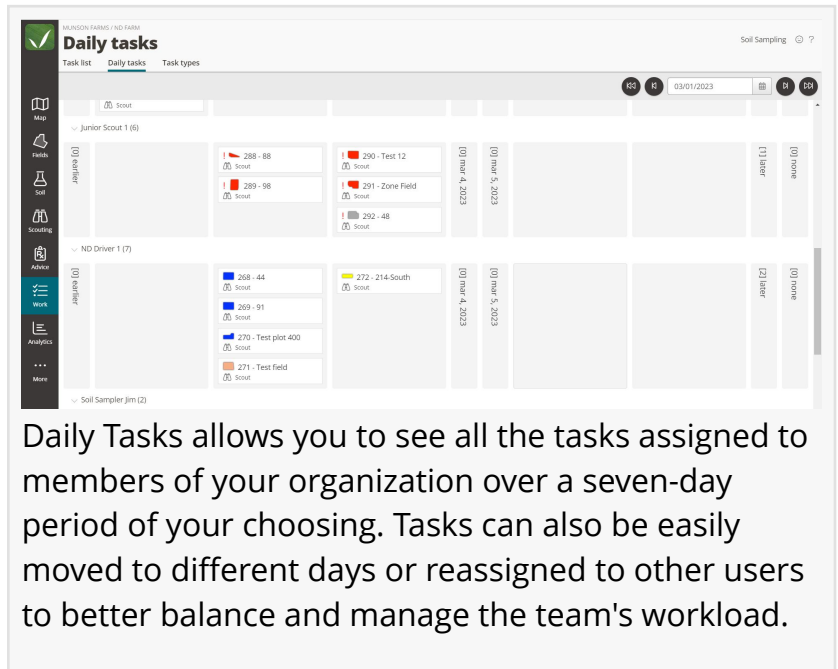 MUNSON FARMS / ND FARM
Daily tasks
Soil Sampling ?
Task list Daily tasks Task types
03/01/2023
Map
Fields
Soil
Scouting
Advice
Work
Analytics
More
Scout
Junior Scout 1 (6)
[0] earlier
! 288 - 88
Scout
! 289 - 98
Scout
! 290 - Test 12
Scout
! 291 - Zone Field
Scout
! 292 - 48
Scout
[0] mar 4, 2023
[0] mar 5, 2023
[1] later
[0] none
ND Driver 1 (7)
[0] earlier
268 - 44
Scout
269 - 91
Scout
270 - Test plot 400
Scout
271 - Test field
Scout
272 - 214-South
Scout
[0] mar 4, 2023
[0] mar 5, 2023
[2] later
[0] none
Soil Sampler Jim (2)
Daily Tasks allows you to see all the tasks assigned to
members of your organization over a seven-day
period of your choosing. Tasks can also be easily
moved to different days or reassigned to other users
to better balance and manage the team's workload.